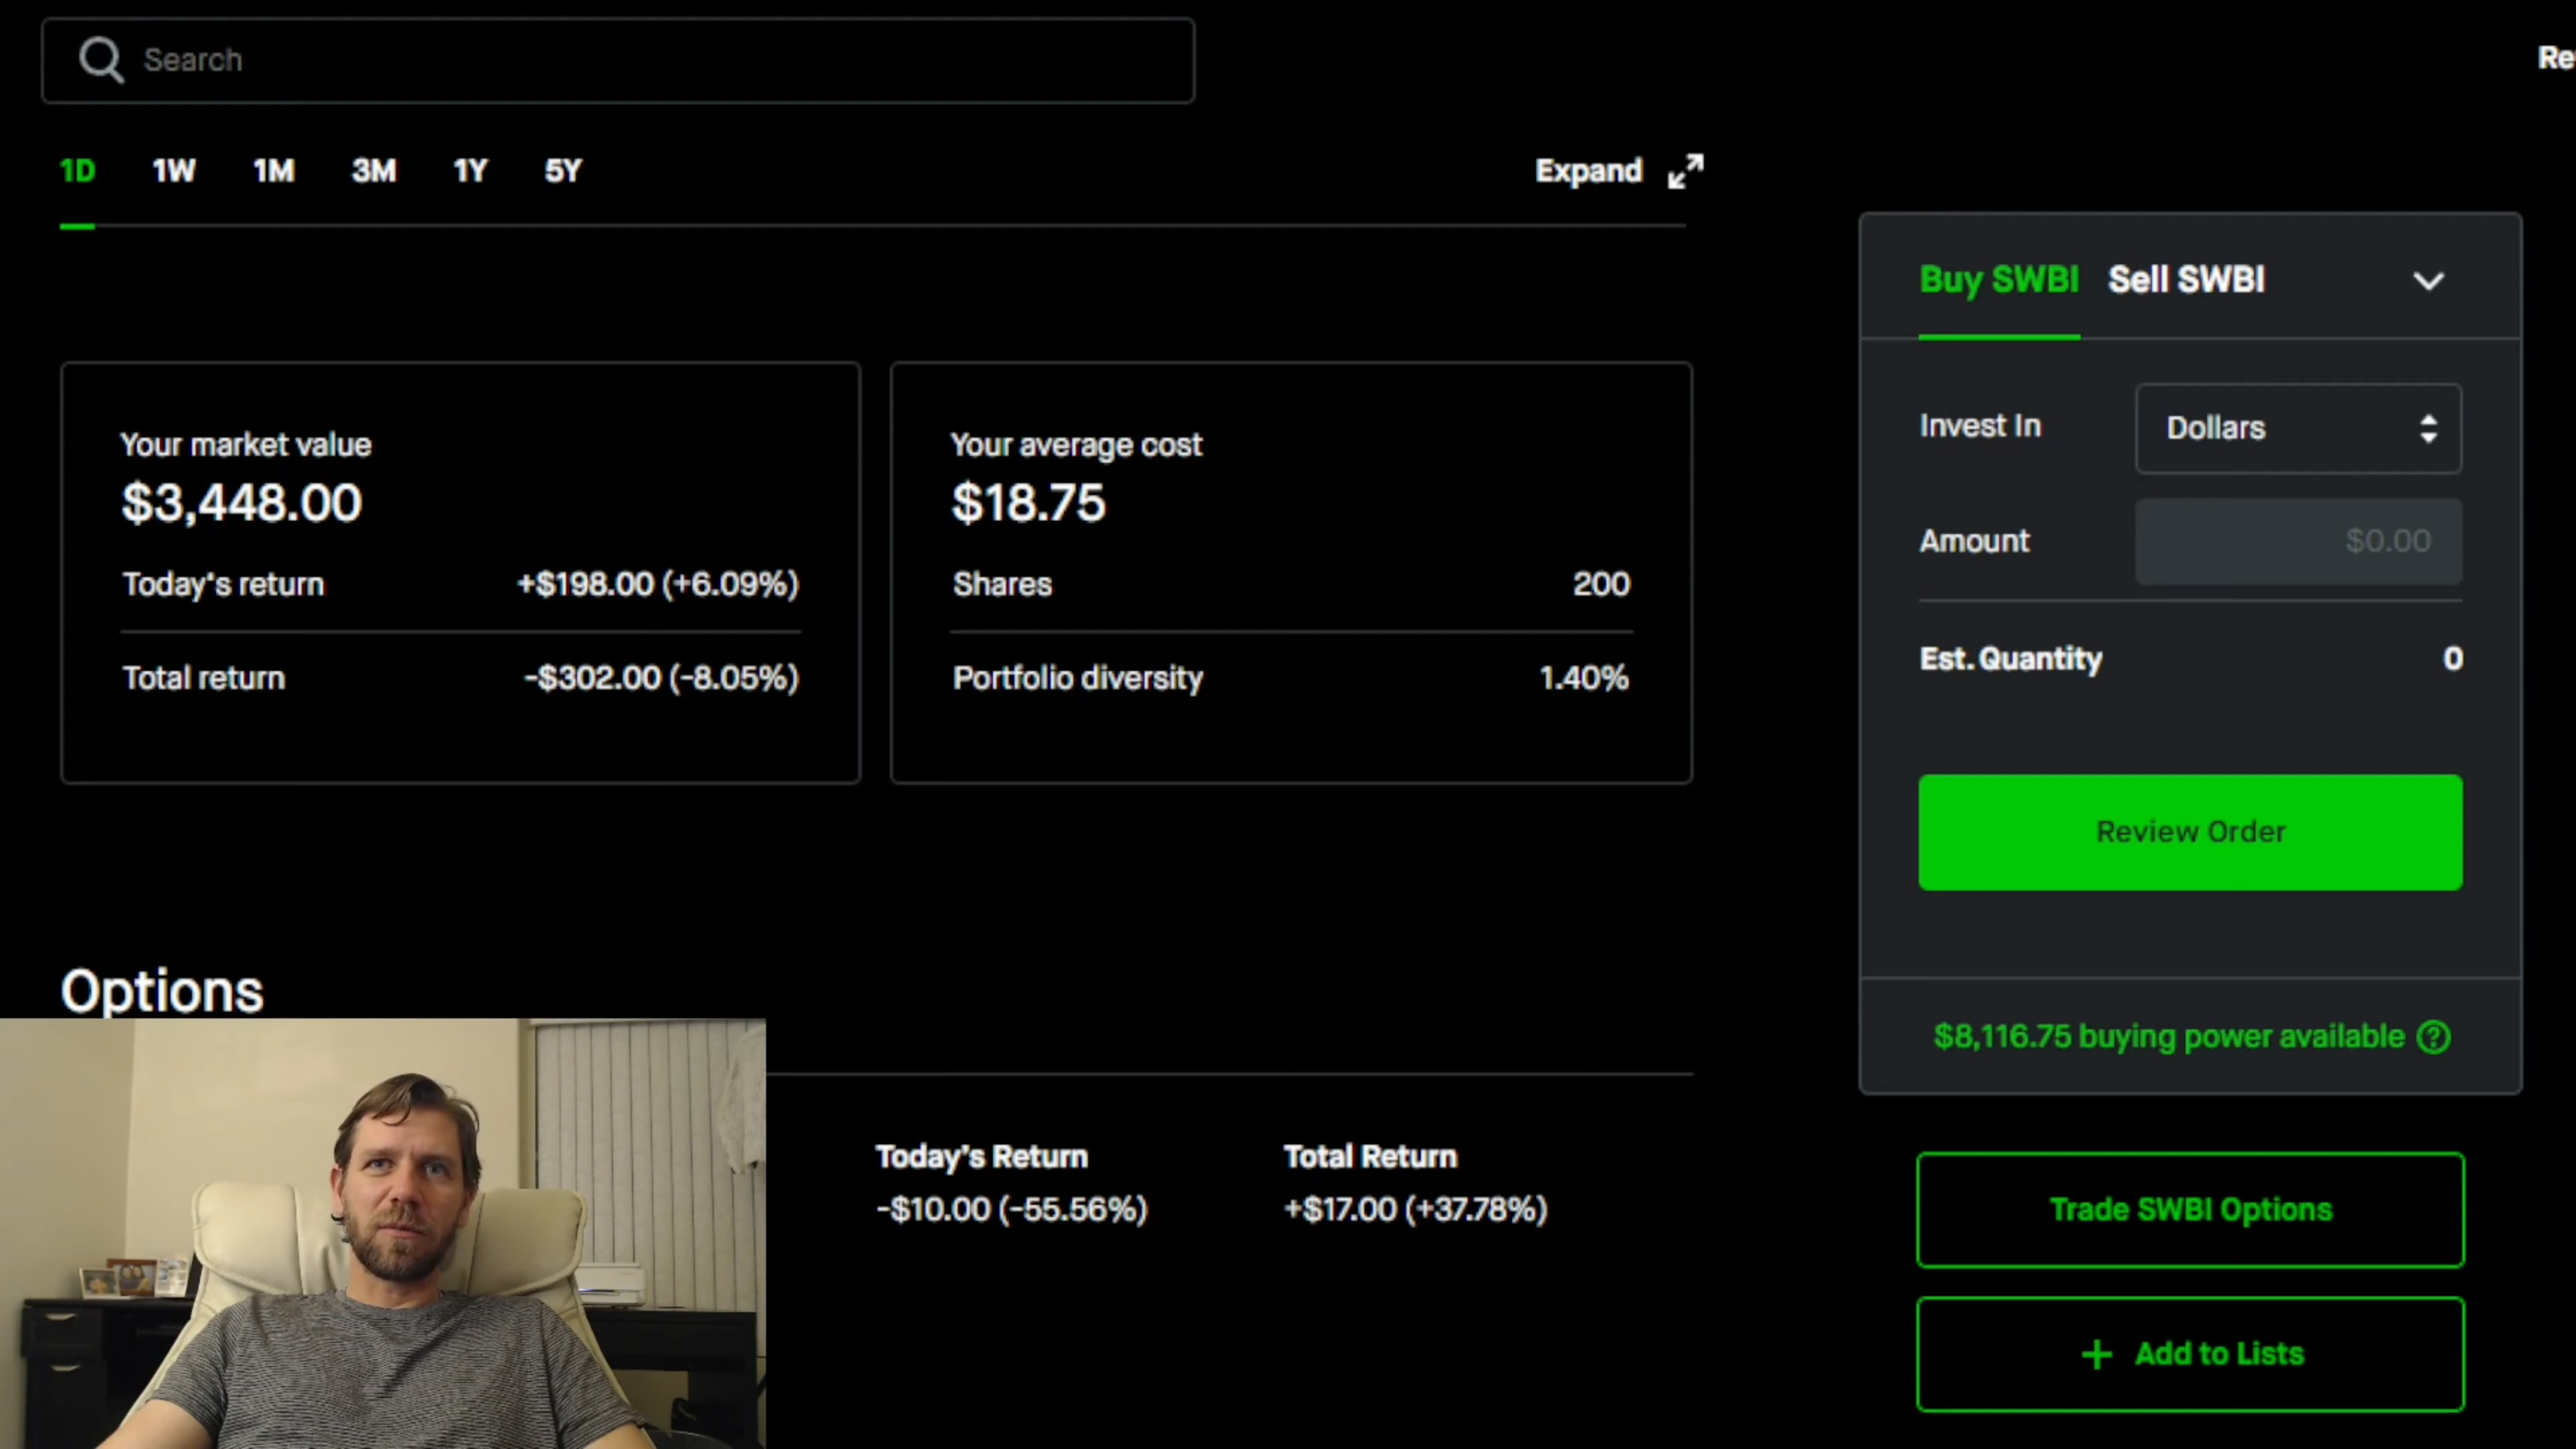 Search
Re
1D 1W 1M 3M 1Y 5Y
Expand
Buy SWBI Sell SWBI
Invest In Dollars
Amount $0.00
Est. Quantity 0
Review Order
$8,116.75 buying power available ?
Trade SWBI Options
+ Add to Lists
Your market value
$3,448.00
Today's return +$198.00 (+6.09%)
Total return -$302.00 (-8.05%)
Your average cost
$18.75
Shares 200
Portfolio diversity 1.40%
Options
Today's Return
-$10.00 (-55.56%)
Total Return
+$17.00 (+37.78%)